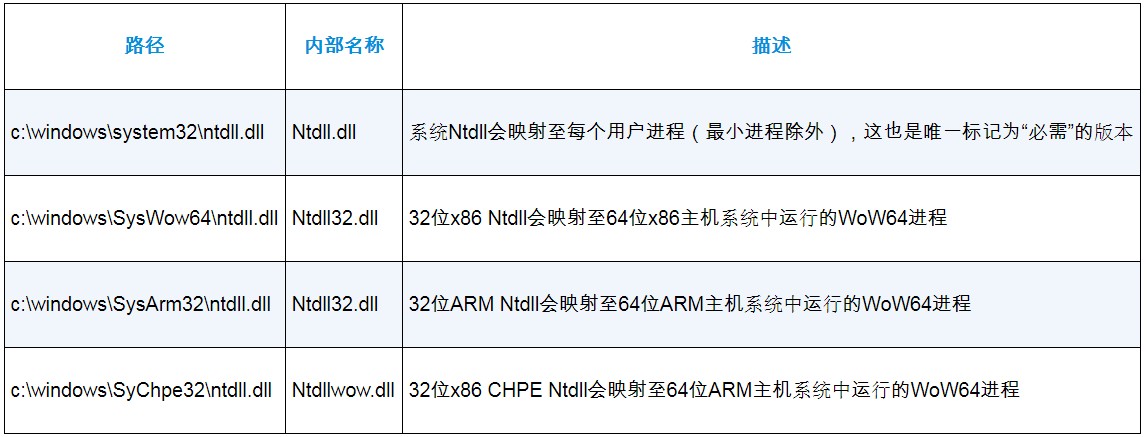 路径 内部名称 描述
c:\windows\system32\ntdll.dll Ntdll.dll 系统Ntdll会映射至每个用户进程（最小进程除外），这也是唯一标记为“必需”的版本
c:\windows\SysWow64\ntdll.dll Ntdll32.dll 32位x86 Ntdll会映射至64位x86主机系统中运行的WoW64进程
c:\windows\SysArm32\ntdll.dll Ntdll32.dll 32位ARM Ntdll会映射至64位ARM主机系统中运行的WoW64进程
c:\windows\SyChpe32\ntdll.dll Ntdllwow.dll 32位x86 CHPE Ntdll会映射至64位ARM主机系统中运行的WoW64进程